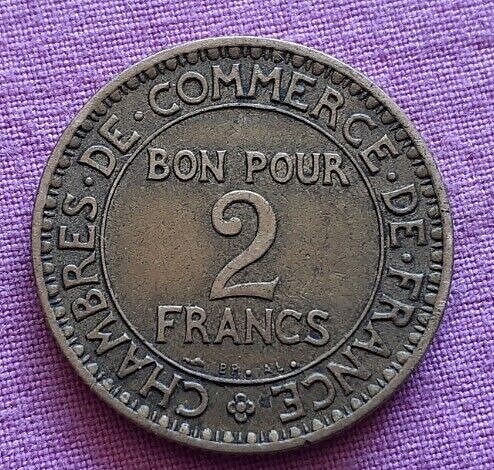 CHAMBRES·DE·COMMERCE·DE·FRANCE
BON POUR
2
FRANCS